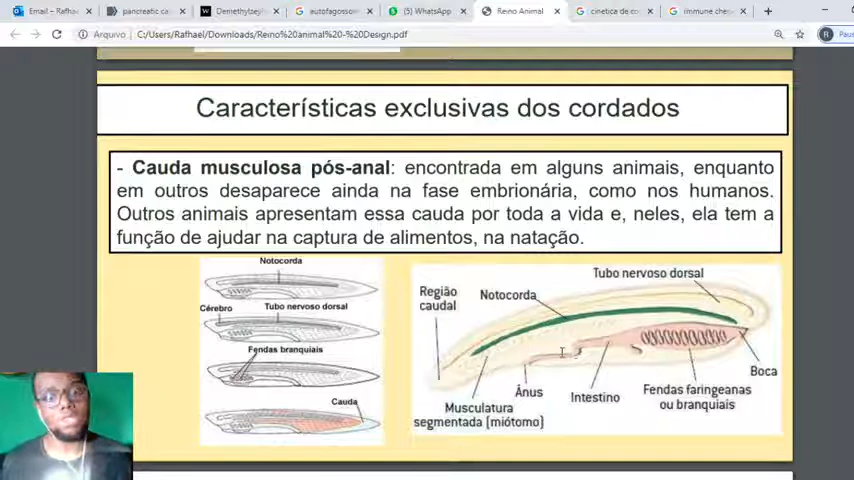 Email – Rafhae
pancreatic ca
Demethylzeyl
autofagossom
(5) WhatsApp
Reino Animal
cinetica de co
immune chec
Arquivo
C:/Users/Rafhael/Downloads/Reino%20animal%20-%20Design.pdf
R
Paus
Características exclusivas dos cordados
- Cauda musculosa pós-anal: encontrada em alguns animais, enquanto
em outros desaparece ainda na fase embrionária, como nos humanos.
Outros animais apresentam essa cauda por toda a vida e, neles, ela tem a
função de ajudar na captura de alimentos, na natação.
Notocorda
Cérebro
Tubo nervoso dorsal
Fendas branquiais
Cauda
Tubo nervoso dorsal
Região
caudal
Notocorda
Boca
Ânus
Intestino
Fendas faringeanas
ou branquiais
Musculatura
segmentada (miótomo)